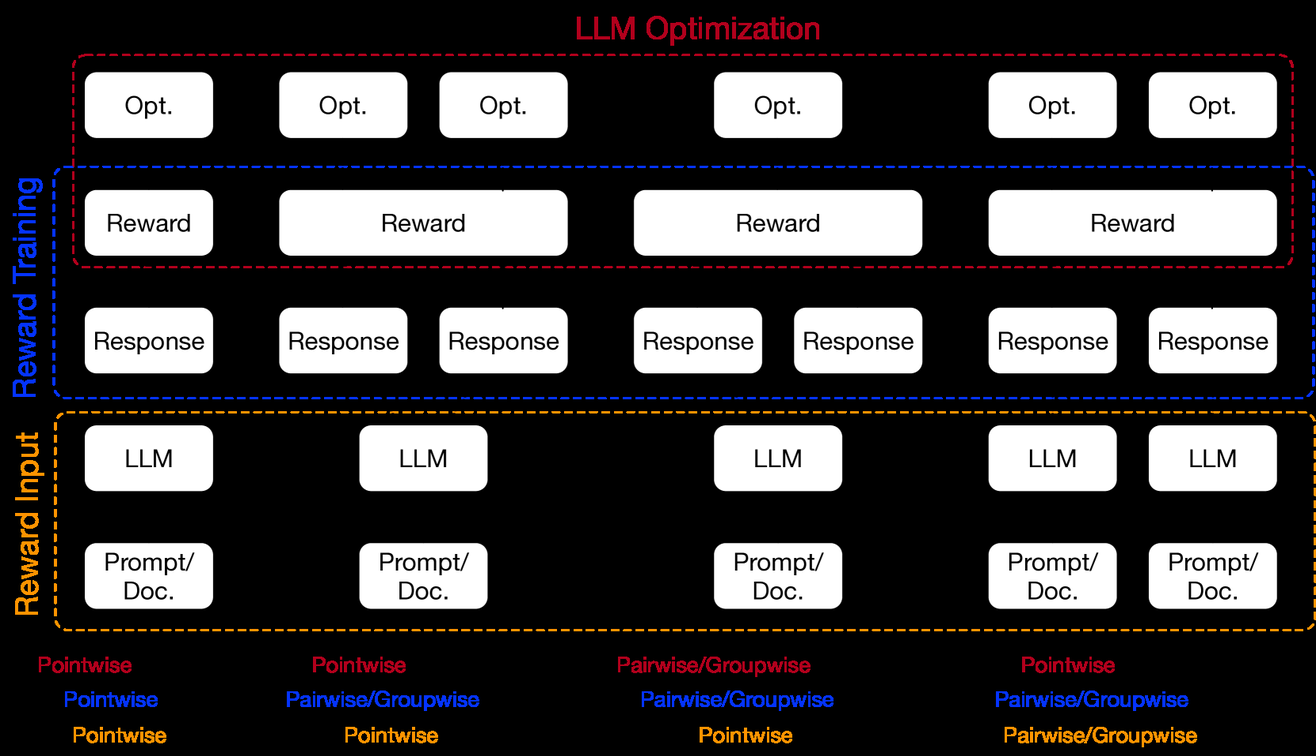 LLM Optimization
Opt. Opt. Opt. Opt. Opt. Opt.
Reward Training
Reward Reward Reward Reward
Response Response Response Response Response Response Response
Reward Input
LLM LLM LLM LLM LLM
Prompt/ Prompt/ Prompt/ Prompt/ Prompt/
Doc. Doc. Doc. Doc. Doc.
Pointwise Pointwise Pairwise/Groupwise Pointwise
Pointwise Pairwise/Groupwise Pairwise/Groupwise Pairwise/Groupwise
Pointwise Pointwise Pointwise Pairwise/Groupwise